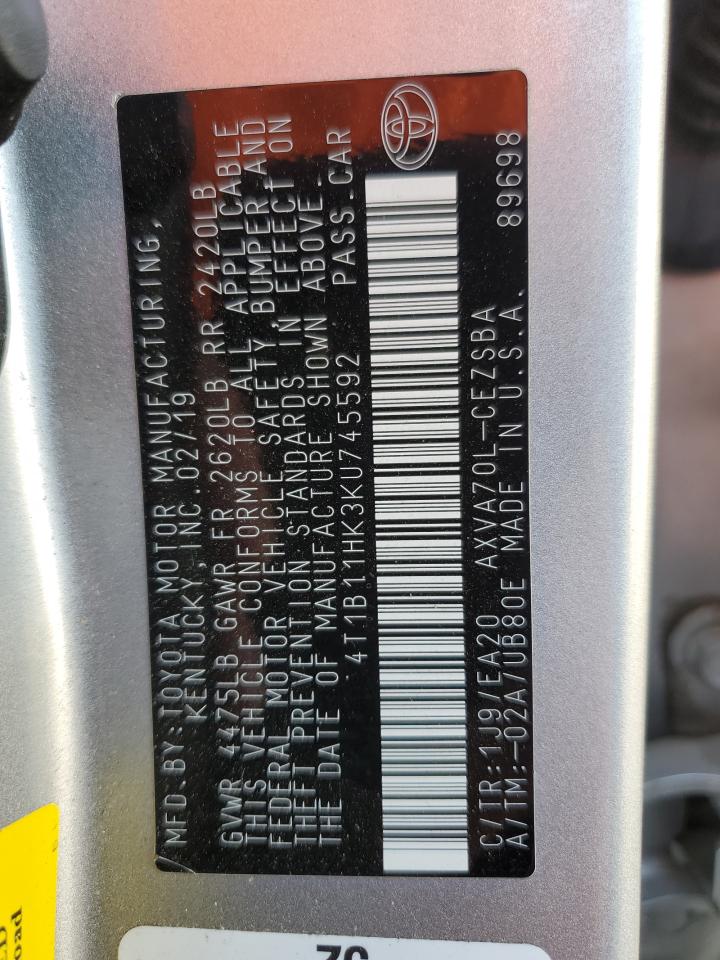 MFD.BY:TOYOTA MOTOR MANUFACTURING,
KENTUCKY,INC.02/19
GVWR 4475LB GAWR FR 2620LB RR 2420LB
THIS VEHICLE CONFORMS TO ALL APPLICABLE
FEDERAL MOTOR VEHICLE SAFETY,BUMPER AND
THEFT PREVENTION STANDARDS IN EFFECT ON
THE DATE OF MANUFACTURE SHOWN ABOVE.
4T1B11HK3KU745592 PASS.CAR
C/TR:1J9/EA20 AXVA70L-CEZSBA 89698
A/TM:-02A/UB80E MADE IN U.S.A.
oad